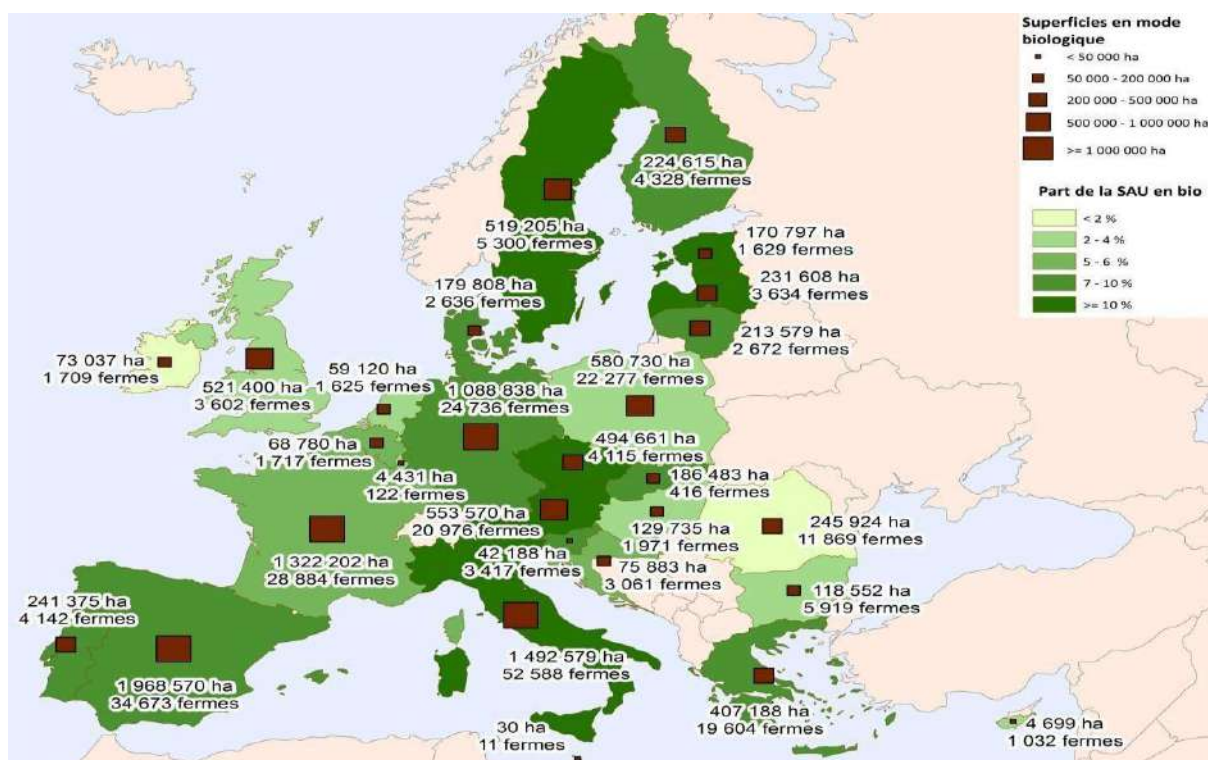 Superficies en mode
biologique
< 50 000 ha
50 000 - 200 000 ha
200 000 - 500 000 ha
500 000 - 1 000 000 ha
>= 1 000 000 ha
Part de la SAU en bio
< 2 %
2 - 4 %
5 - 6 %
7 - 10 %
>= 10 %
224 615 ha
4 328 fermes
519 205 ha
5 300 fermes
170 797 ha
1 629 fermes
231 608 ha
3 634 fermes
179 808 ha
2 636 fermes
213 579 ha
2 672 fermes
73 037 ha
1 709 fermes
521 400 ha
3 602 fermes
59 120 ha
1 625 fermes
1 088 838 ha
24 736 fermes
580 730 ha
22 277 fermes
68 780 ha
1 717 fermes
494 661 ha
4 115 fermes
4 431 ha
122 fermes
186 483 ha
416 fermes
553 570 ha
20 976 fermes
129 735 ha
1 971 fermes
245 924 ha
11 869 fermes
1 322 202 ha
28 884 fermes
42 188 ha
3 417 fermes
75 883 ha
3 061 fermes
118 552 ha
5 919 fermes
241 375 ha
4 142 fermes
1 968 570 ha
34 673 fermes
1 492 579 ha
52 588 fermes
407 188 ha
19 604 fermes
30 ha
11 fermes
4 699 ha
1 032 fermes